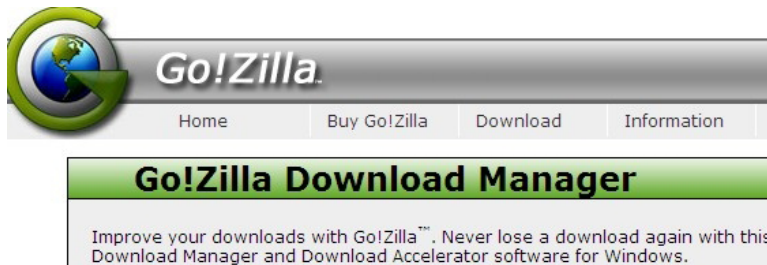 Go!Zilla™
Home Buy Go!Zilla Download Information
Go!Zilla Download Manager
Improve your downloads with Go!Zilla™. Never lose a download again with this
Download Manager and Download Accelerator software for Windows.